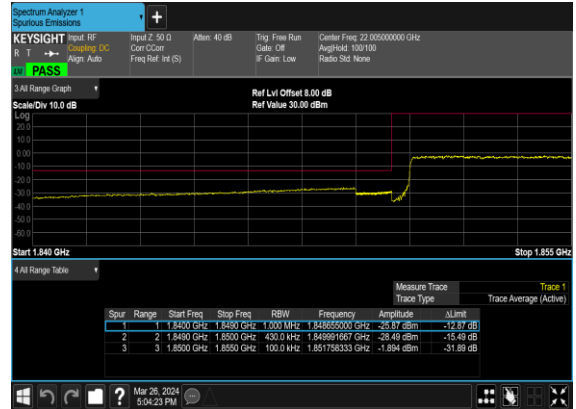 Spectrum Analyzer 1
Spurious Emissions
KEYSIGHT Input: RF Input Z: 50 Ω Atten: 40 dB Trig: Free Run Center Freq: 22.005000000 GHz
R T Coupling: DC Corr CCorr Gate: Off Avg|Hold: 100/100
Align: Auto Freq Ref: Int (S) IF Gain: Low Radio Std: None
PASS
3 All Range Graph
Ref Lvl Offset 8.00 dB
Scale/Div 10.0 dB Ref Value 30.00 dBm
Log
20.0
10.0
0.00
-10.0
-20.0
-30.0
-40.0
-50.0
-60.0
Start 1.840 GHz Stop 1.855 GHz
4 All Range Table
Measure Trace Trace 1
Trace Type Trace Average (Active)
Spur Range Start Freq Stop Freq RBW Frequency Amplitude ΔLimit
1 1 1.8400 GHz 1.8490 GHz 1.000 MHz 1.848655000 GHz -25.87 dBm -12.87 dB
2 2 1.8490 GHz 1.8500 GHz 430.0 kHz 1.849991667 GHz -28.49 dBm -15.49 dB
3 3 1.8500 GHz 1.8550 GHz 100.0 kHz 1.851758333 GHz -1.894 dBm -31.89 dB
Mar 26, 2024
5:04:23 PM